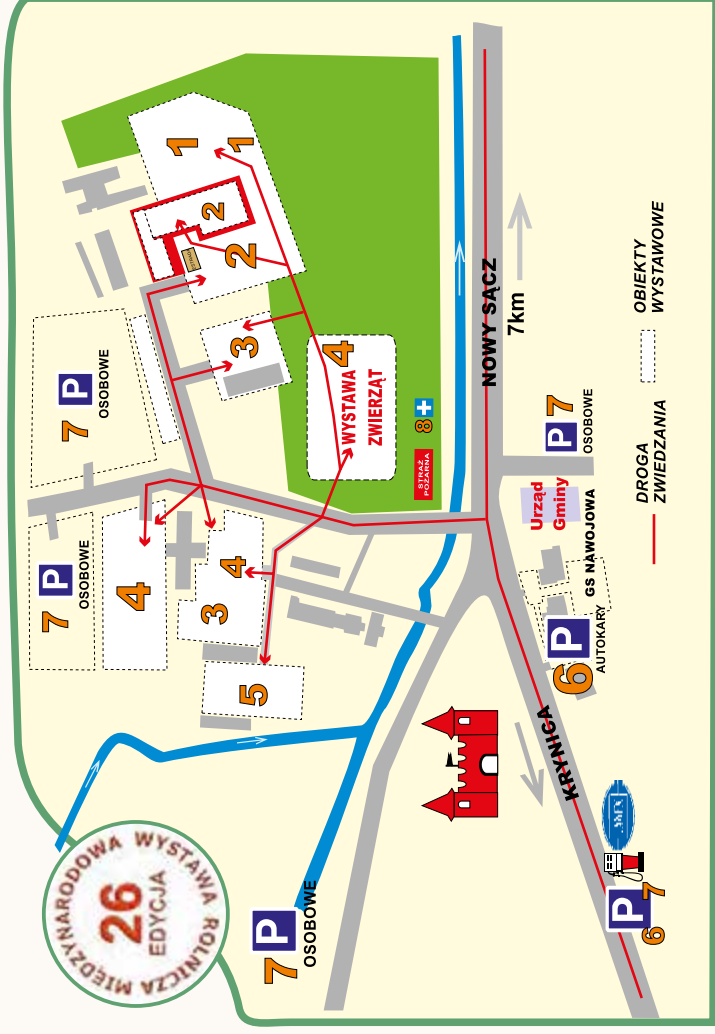 MIĘDZYNARODOWA WYSTAWA ROLNICZA
26
EDYCJA
7 P
OSOBOWE
7 P
OSOBOWE
7 P
OSOBOWE
1
1
2
2
3
4
4
3
5
4
WYSTAWA
ZWIERZĄT
8
STRAŻ
POŻARNA
NOWY SĄCZ
7km
KRYNICA
Urząd
Gminy
P 7
OSOBOWE
GS NAWOJOWA
6 P
AUTOKARY
P
6 7
DROGA
ZWIEDZANIA
OBIEKTY
WYSTAWOWE